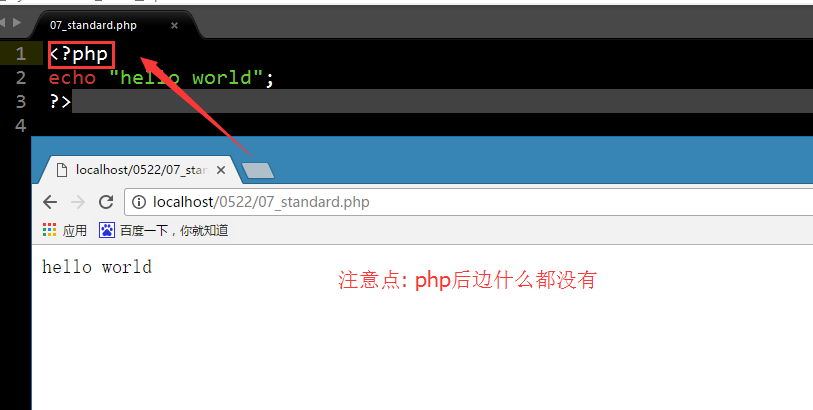 07_standard.php
1 <?php
2 echo "hello world";
3 ?>
4
localhost/0522/07_star
localhost/0522/07_standard.php
应用 百度一下，你就知道
hello world
注意点: php后边什么都没有